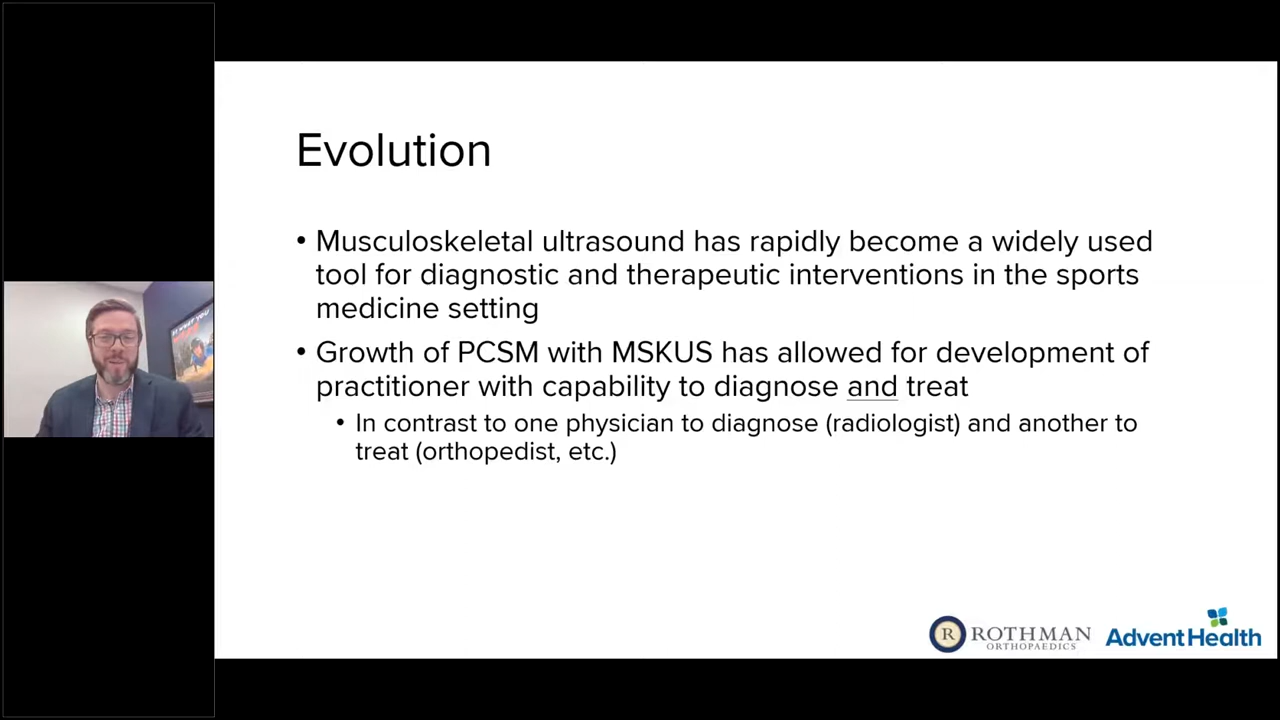 Evolution
• Musculoskeletal ultrasound has rapidly become a widely used
tool for diagnostic and therapeutic interventions in the sports
medicine setting
• Growth of PCSM with MSKUS has allowed for development of
practitioner with capability to diagnose and treat
• In contrast to one physician to diagnose (radiologist) and another to
treat (orthopedist, etc.)
R ROTHMAN
ORTHOPAEDICS
AdventHealth